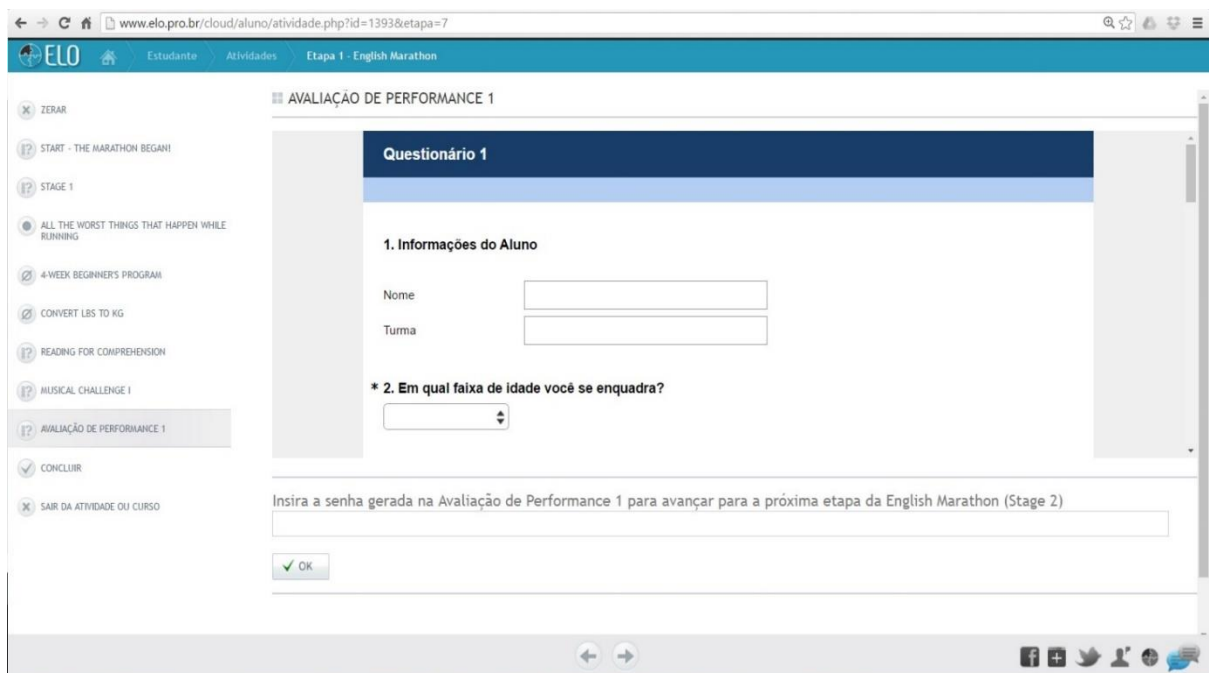 www.elo.pro.br/cloud/aluno/atividade.php?id=1393&etapa=7
ELO Estudante Atividades Etapa 1 - English Marathon
ZERAR
START - THE MARATHON BEGAN!
STAGE 1
ALL THE WORST THINGS THAT HAPPEN WHILE
RUNNING
4-WEEK BEGINNER'S PROGRAM
CONVERT LBS TO KG
READING FOR COMPREHENSION
MUSICAL CHALLENGE I
AVALIAÇÃO DE PERFORMANCE 1
CONCLUIR
SAIR DA ATIVIDADE OU CURSO
AVALIAÇÃO DE PERFORMANCE 1
Questionário 1
1. Informações do Aluno
Nome
Turma
* 2. Em qual faixa de idade você se enquadra?
Insira a senha gerada na Avaliação de Performance 1 para avançar para a próxima etapa da English Marathon (Stage 2)
OK